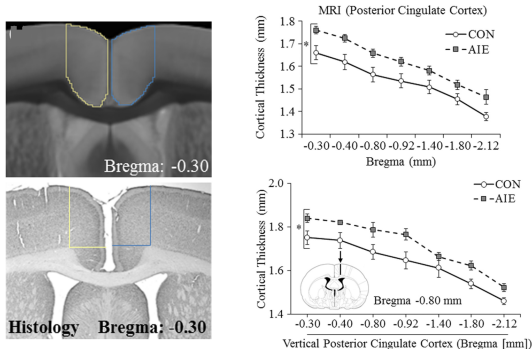 Bregma: -0.30
Histology Bregma: -0.30
MRI (Posterior Cingulate Cortex)
Cortical Thickness (mm)
1.8
1.7
1.6
1.5
1.4
1.3
*
CON
AIE
-0.30 -0.40 -0.80 -0.92 -1.40 -1.80 -2.12
Bregma (mm)
Cortical Thickness (mm)
2.0
1.8
1.6
1.4
*
CON
AIE
Bregma -0.80 mm
-0.30 -0.40 -0.80 -0.92 -1.40 -1.80 -2.12
Vertical Posterior Cingulate Cortex (Bregma [mm])